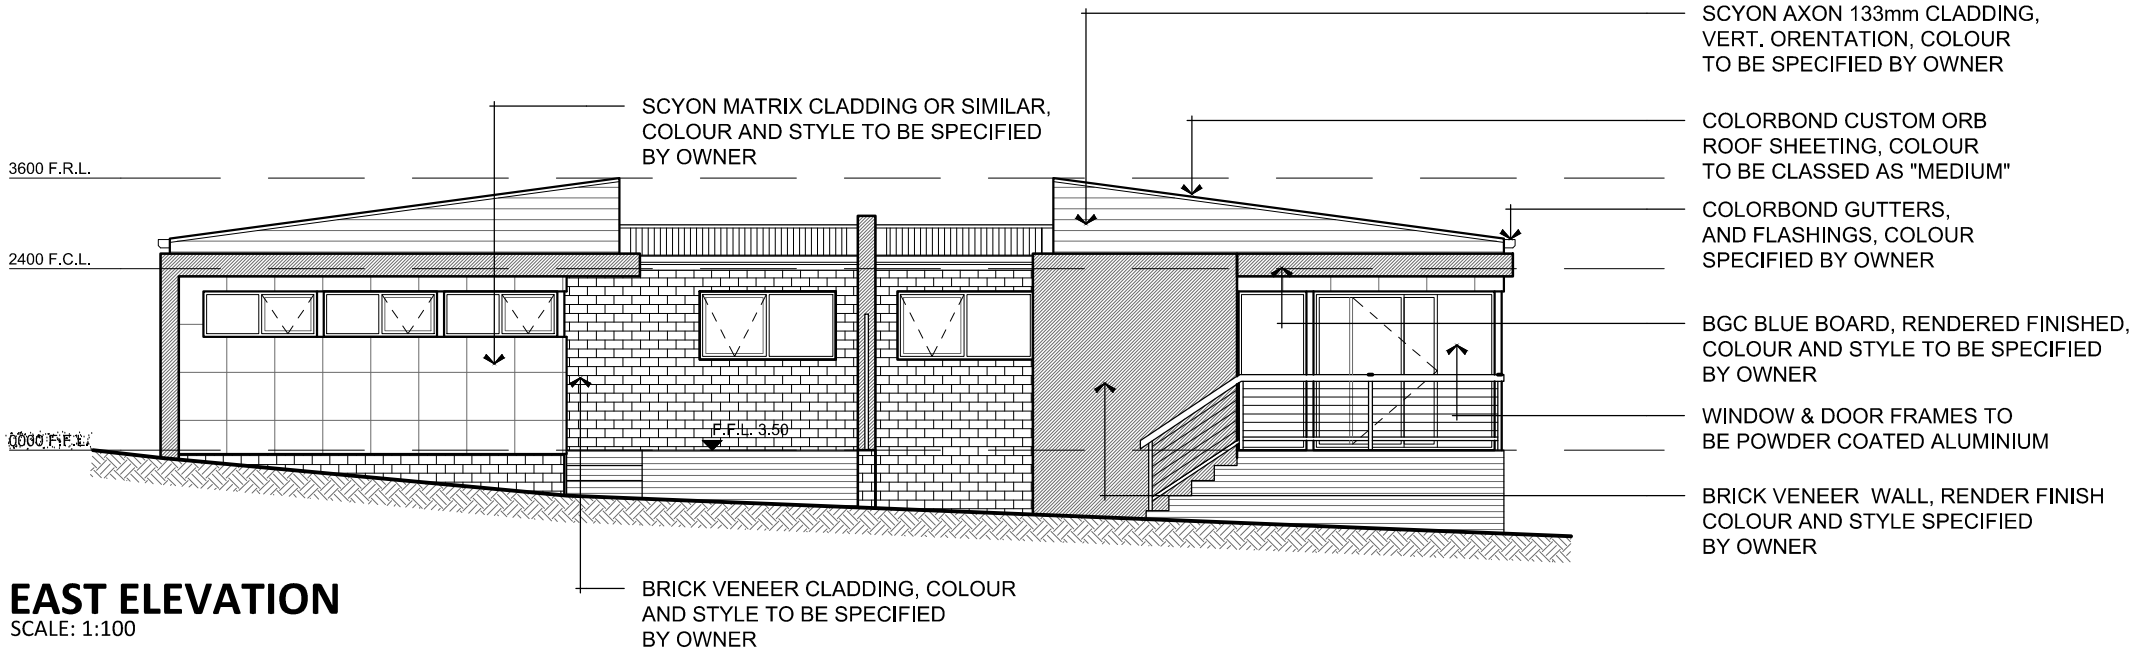 SCYON AXON 133mm CLADDING,
VERT. ORENTATION, COLOUR
TO BE SPECIFIED BY OWNER
SCYON MATRIX CLADDING OR SIMILAR,
COLOUR AND STYLE TO BE SPECIFIED
BY OWNER
COLORBOND CUSTOM ORB
ROOF SHEETING, COLOUR
TO BE CLASSED AS "MEDIUM"
3600 F.R.L.
COLORBOND GUTTERS,
AND FLASHINGS, COLOUR
SPECIFIED BY OWNER
2400 F.C.L.
BGC BLUE BOARD, RENDERED FINISHED,
COLOUR AND STYLE TO BE SPECIFIED
BY OWNER
WINDOW & DOOR FRAMES TO
BE POWDER COATED ALUMINIUM
0000 F.F.L.
F.F.L. 3.50
BRICK VENEER WALL, RENDER FINISH
COLOUR AND STYLE SPECIFIED
BY OWNER
BRICK VENEER CLADDING, COLOUR
AND STYLE TO BE SPECIFIED
BY OWNER
EAST ELEVATION
SCALE: 1:100